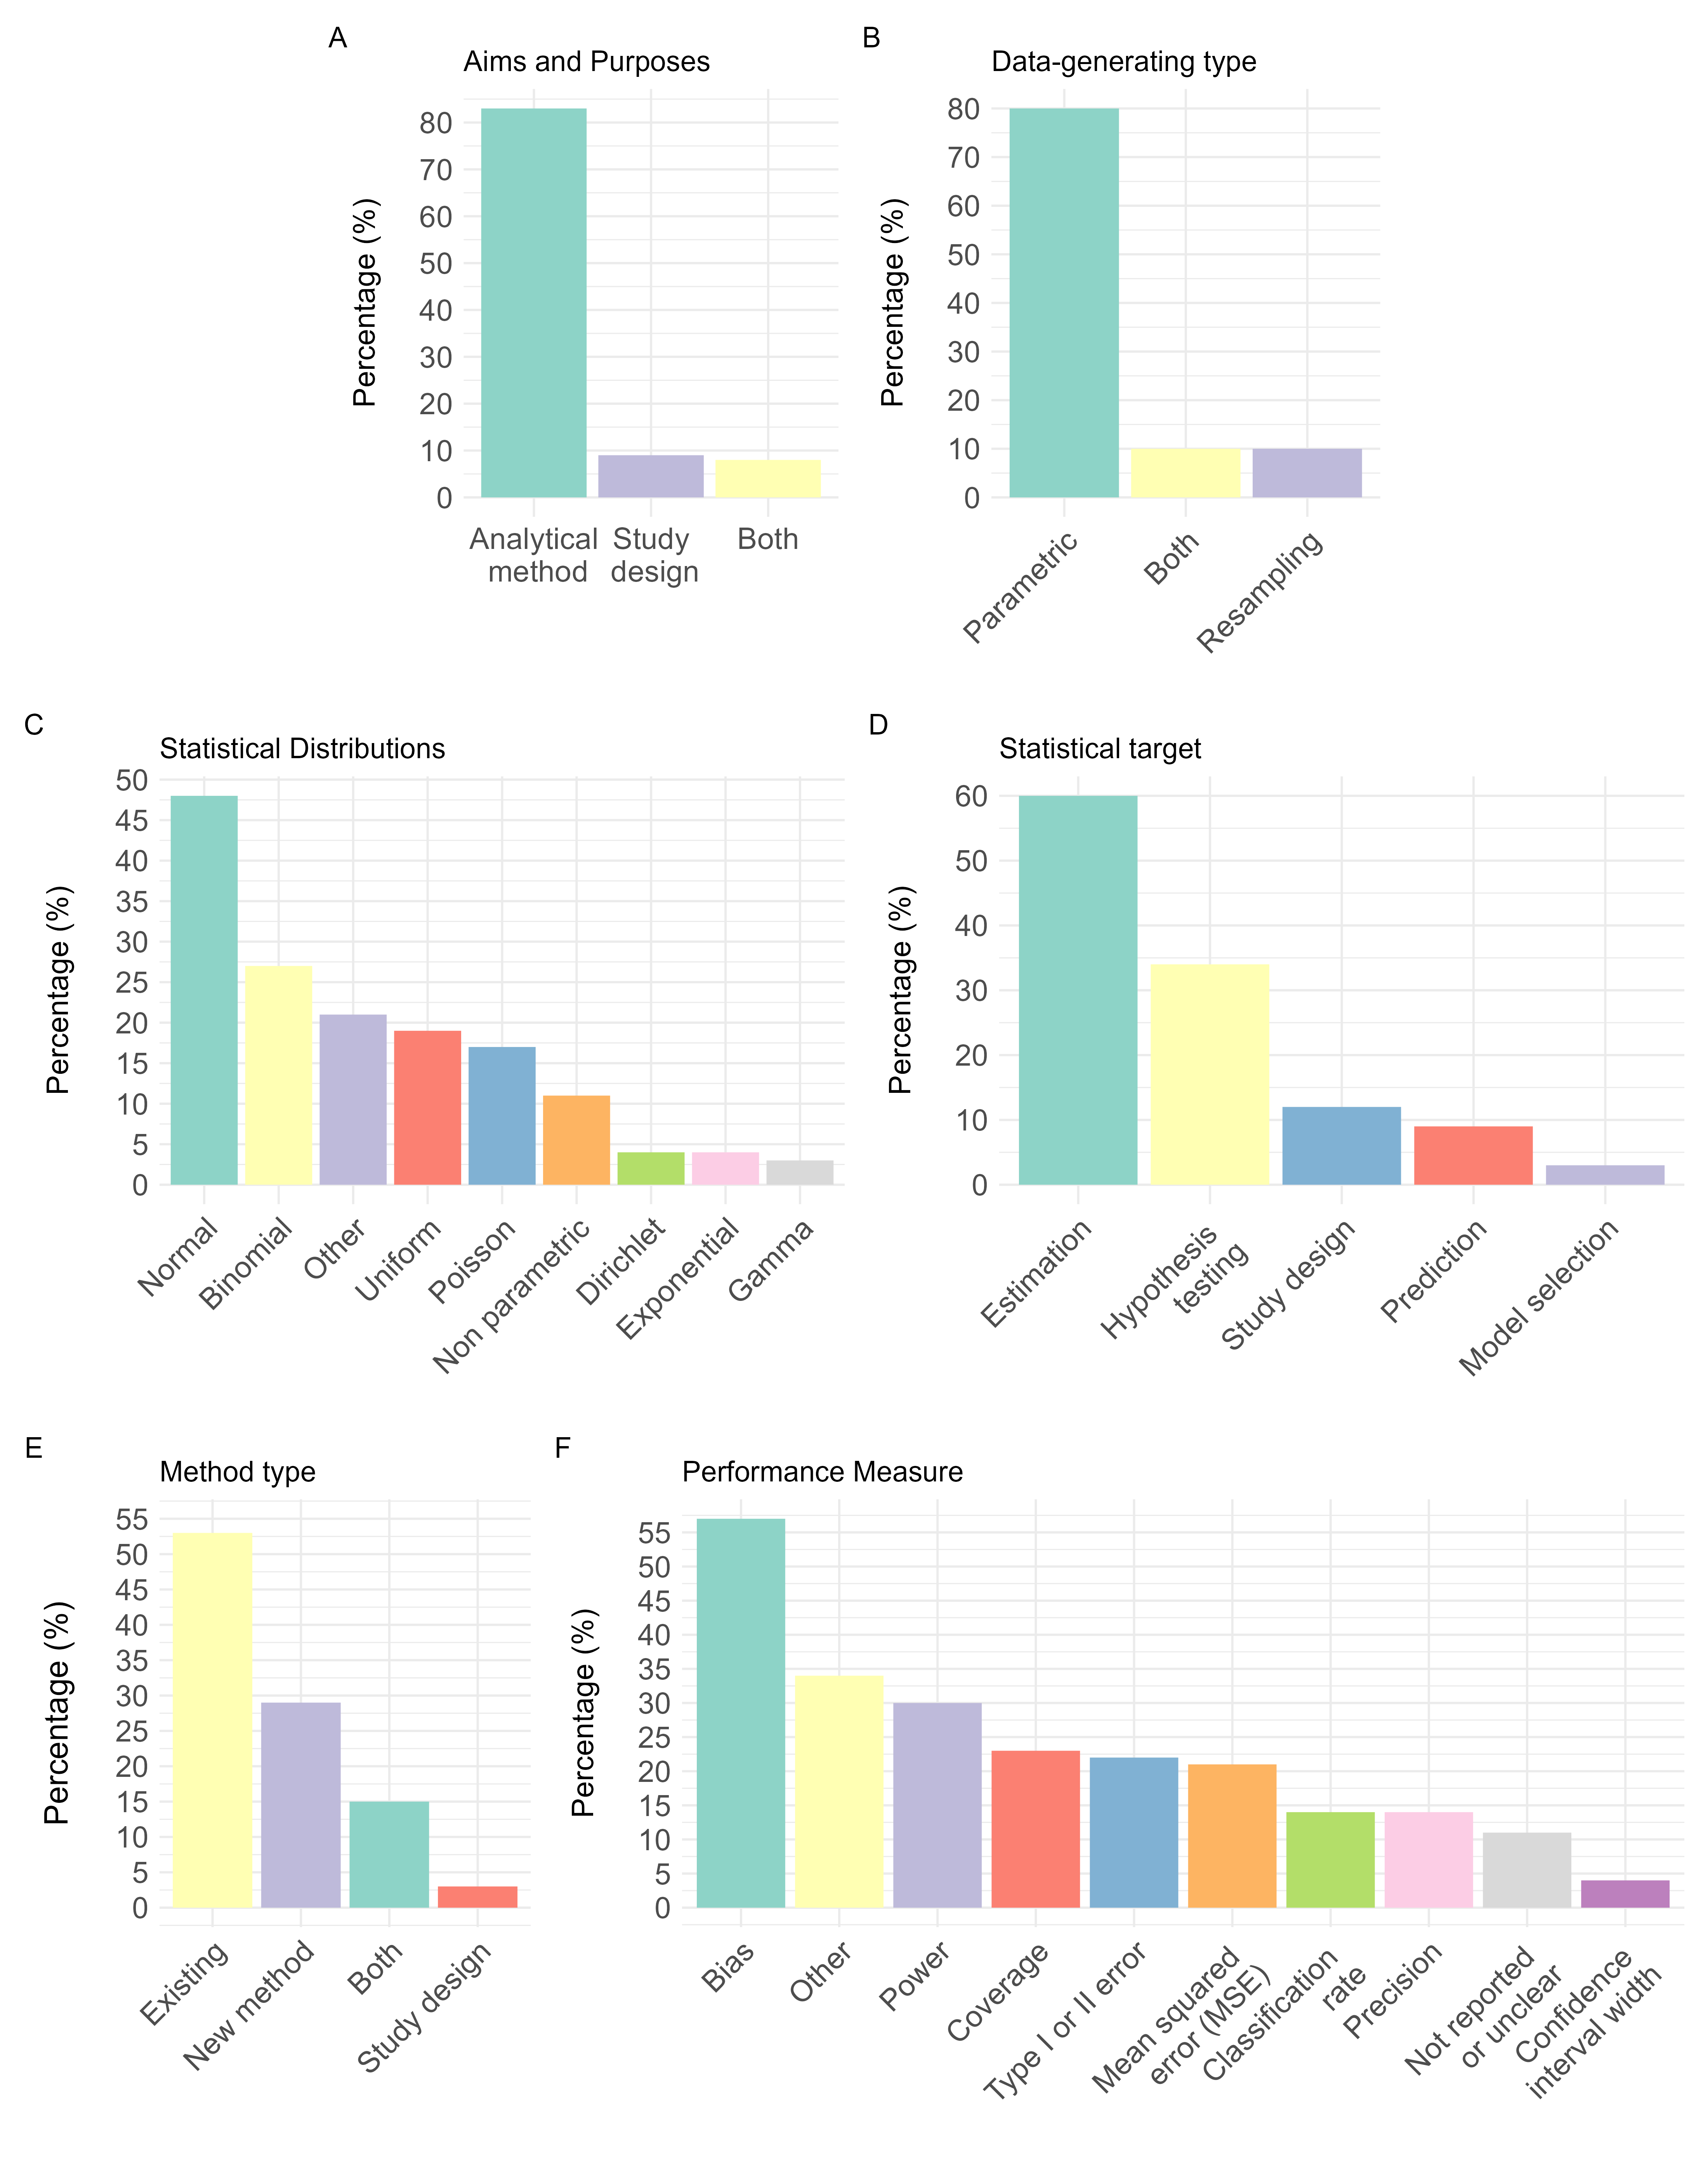 A
Aims and Purposes
Percentage (%)
80
70
60
50
40
30
20
10
0
Analytical
method
Study
design
Both
B
Data-generating type
Percentage (%)
80
70
60
50
40
30
20
10
0
Parametric
Both
Resampling
C
Statistical Distributions
Percentage (%)
50
45
40
35
30
25
20
15
10
5
0
Normal
Binomial
Other
Uniform
Poisson
Non parametric
Dirichlet
Exponential
Gamma
D
Statistical target
Percentage (%)
60
50
40
30
20
10
0
Estimation
Hypothesis
testing
Study design
Prediction
Model selection
E
Method type
Percentage (%)
55
50
45
40
35
30
25
20
15
10
5
0
Existing
New method
Both
Study design
F
Performance Measure
Percentage (%)
55
50
45
40
35
30
25
20
15
10
5
0
Bias
Other
Power
Coverage
Type I or II error
Mean squared
error (MSE)
Classification
rate
Precision
Not reported
or unclear
Confidence
interval width